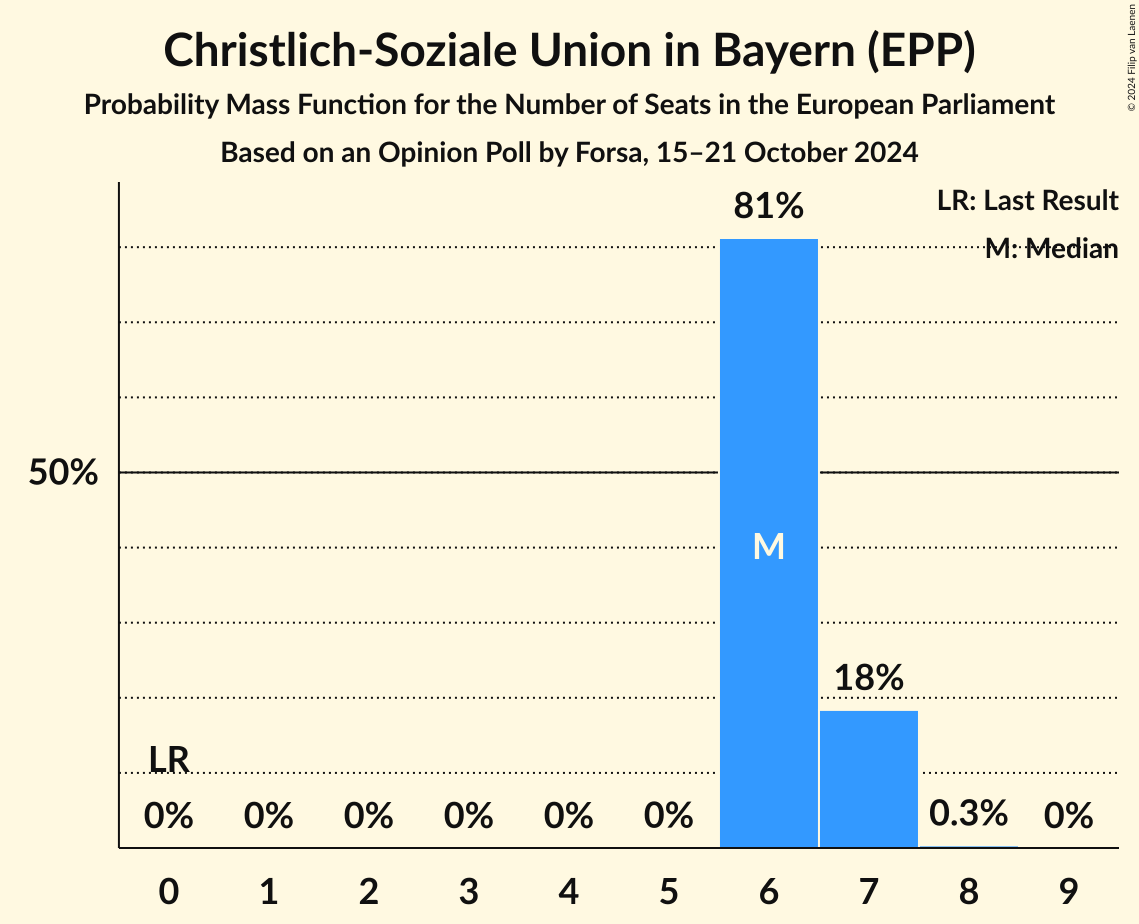 Christlich-Soziale Union in Bayern (EPP)
Probability Mass Function for the Number of Seats in the European Parliament
Based on an Opinion Poll by Forsa, 15–21 October 2024
© 2024 Filip van Laenen
LR: Last Result
M: Median
81%
50%
M
18%
LR
0% 0% 0% 0% 0% 0% 0.3% 0%
0 1 2 3 4 5 6 7 8 9